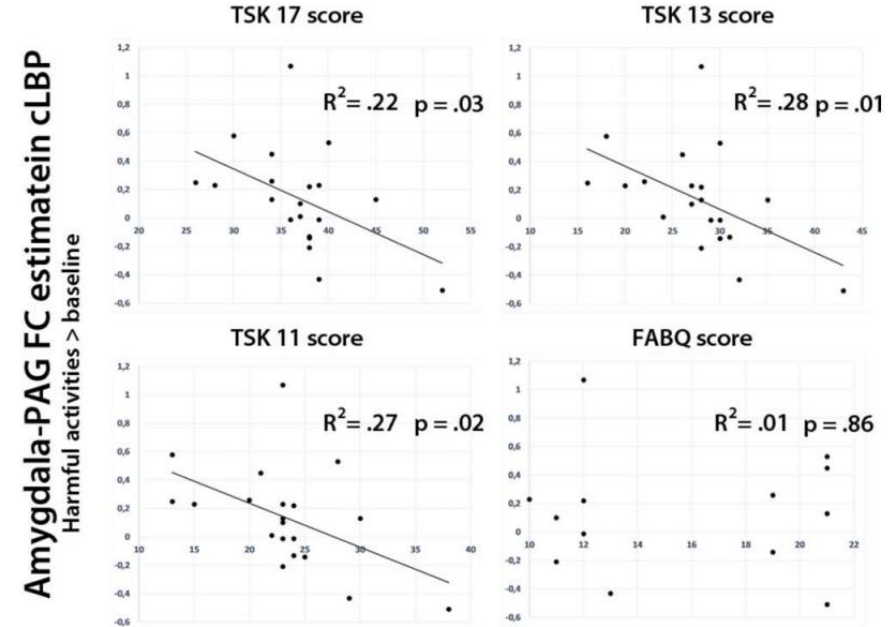 Amygdala-PAG FC estimatein cLBP
Harmful activities > baseline
TSK 17 score
1,2
1
0,8
0,6
0,4
0,2
0
-0,2
-0,4
-0,6
20 25 30 35 40 45 50 55
R²= .22 p = .03
TSK 13 score
1,2
1
0,8
0,6
0,4
0,2
0
-0,2
-0,4
-0,6
10 15 20 25 30 35 40 45
R²= .28 p = .01
TSK 11 score
1,2
1
0,8
0,6
0,4
0,2
0
-0,2
-0,4
-0,6
10 15 20 25 30 35 40
R²= .27 p = .02
FABQ score
1,2
1
0,8
0,6
0,4
0,2
0
-0,2
-0,4
-0,6
10 12 14 16 18 20 22
R²= .01 p = .86